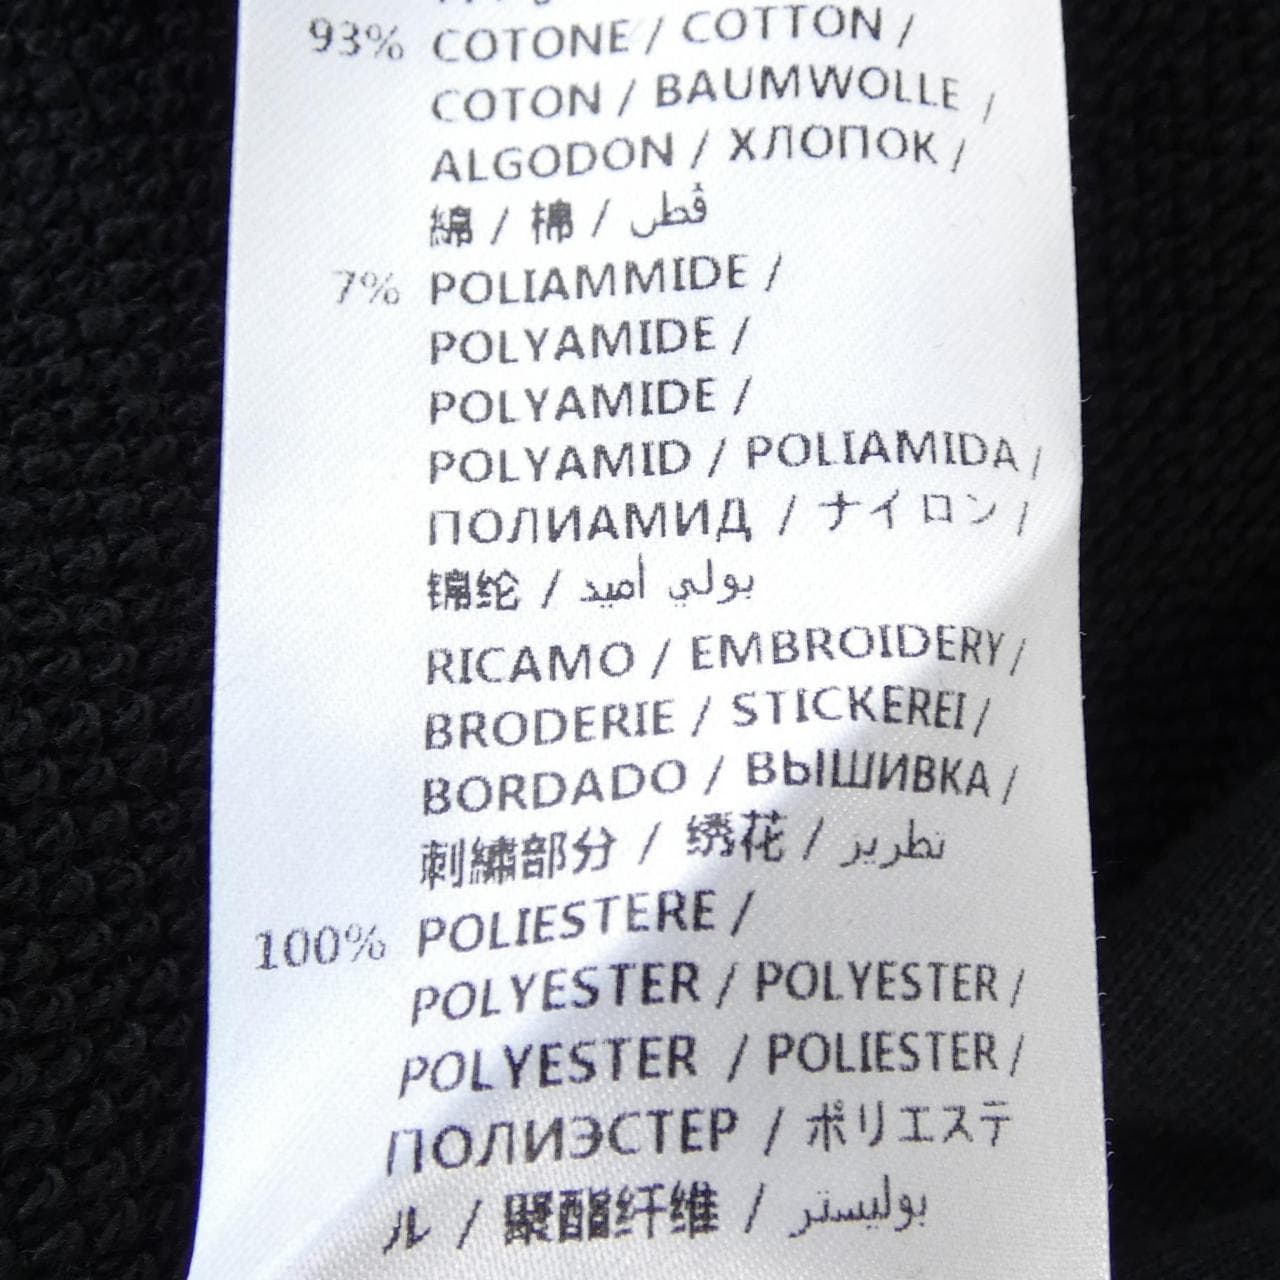 93% COTONE / COTTON /
COTON / BAUMWOLLE /
ALGODON / ХЛОПОК /
綿 / 棉 / قطن
7% POLIAMMIDE /
POLYAMIDE /
POLYAMIDE /
POLYAMID / POLIAMIDA /
ПОЛИАМИД / ナイロン /
锦纶 / بولي أميد
RICAMO / EMBROIDERY /
BRODERIE / STICKEREI /
BORDADO / ВЫШИВКА /
刺繍部分 / 绣花 / تطريز
100% POLIESTERE /
POLYESTER / POLYESTER /
POLYESTER / POLIESTER /
ПОЛИЭСТЕР / ポリエステ
ル / 聚酯纤维 / بوليستر